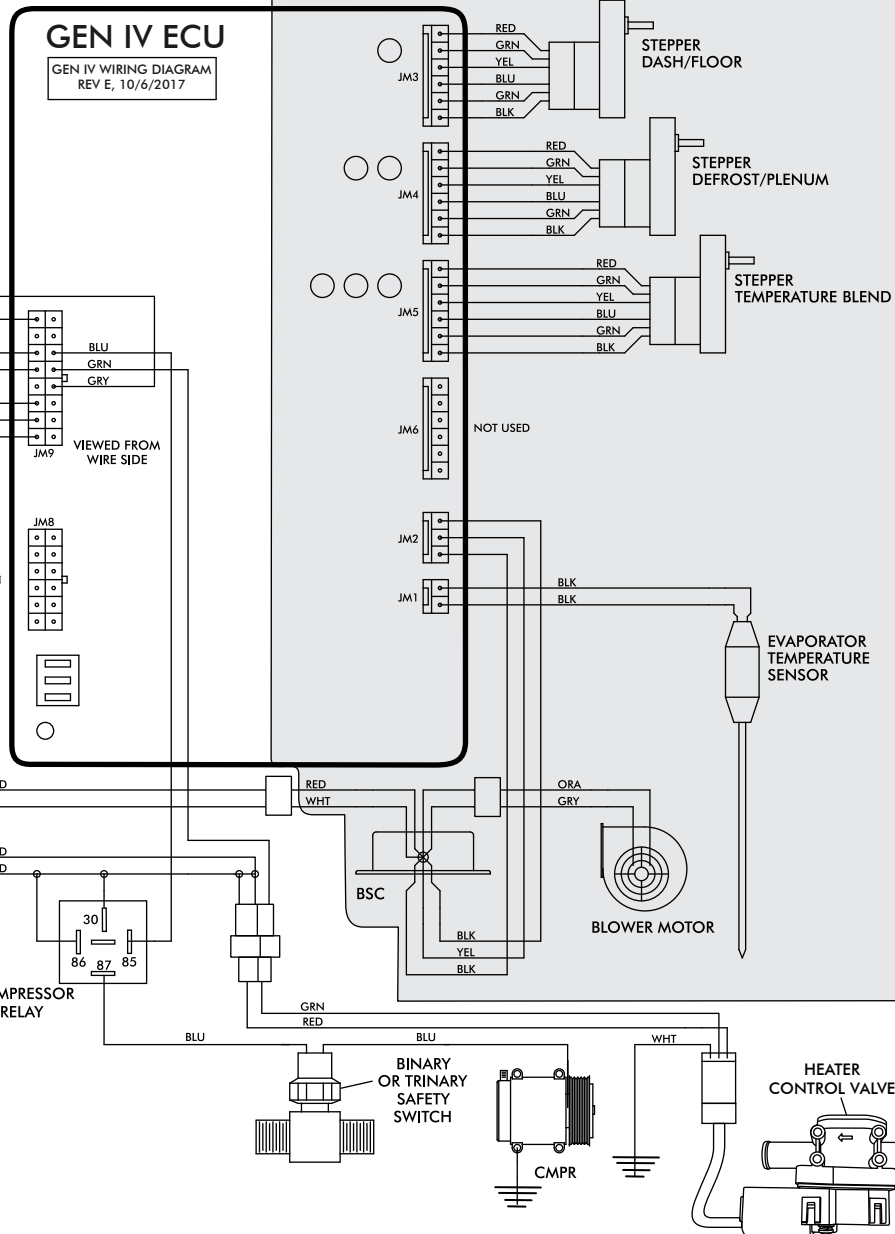 GEN IV ECU
GEN IV WIRING DIAGRAM
REV E, 10/6/2017
JM3
RED
GRN
YEL
BLU
GRN
BLK
STEPPER
DASH/FLOOR
JM4
RED
GRN
YEL
BLU
GRN
BLK
STEPPER
DEFROST/PLENUM
JM5
RED
GRN
YEL
BLU
GRN
BLK
STEPPER
TEMPERATURE BLEND
BLU
GRN
GRY
JM9
VIEWED FROM
WIRE SIDE
JM6
NOT USED
JM8
JM2
JM1
BLK
BLK
EVAPORATOR
TEMPERATURE
SENSOR
D
RED
WHT
ORA
GRY
D
D
BSC
BLOWER MOTOR
30
86
87
85
BLK
YEL
BLK
MPRESSOR
RELAY
GRN
RED
BLU
BLU
WHT
BINARY
OR TRINARY
SAFETY
SWITCH
CMPR
HEATER
CONTROL VALVE